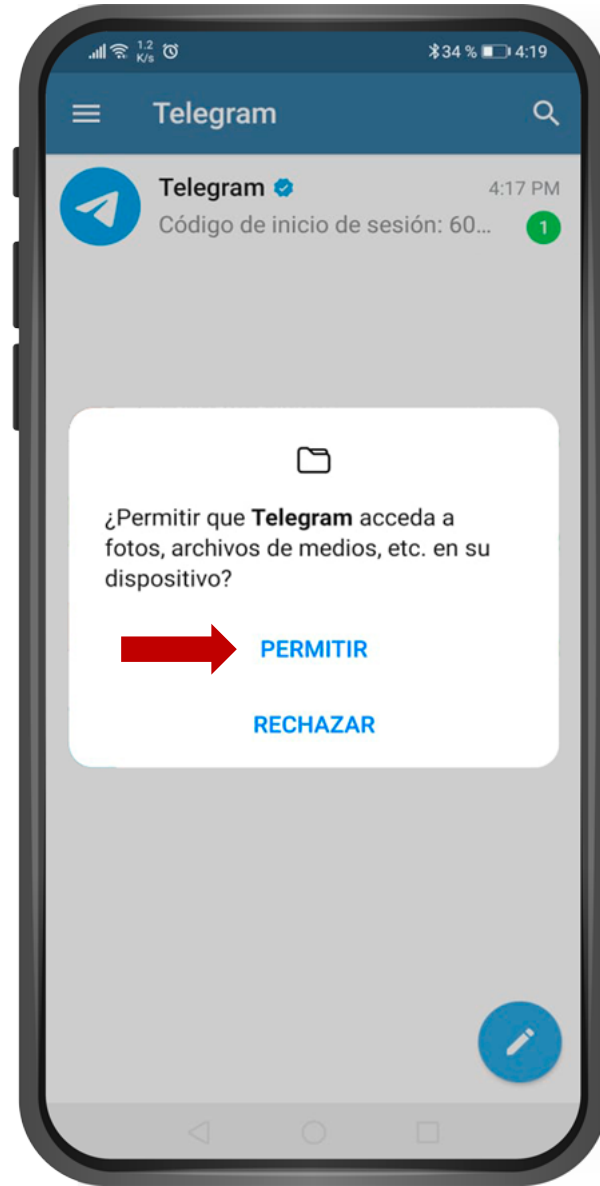 1.2
K/s
34 % 4:19
Telegram
Telegram 4:17 PM
Código de inicio de sesión: 60... 1
¿Permitir que Telegram acceda a
fotos, archivos de medios, etc. en su
dispositivo?
PERMITIR
RECHAZAR